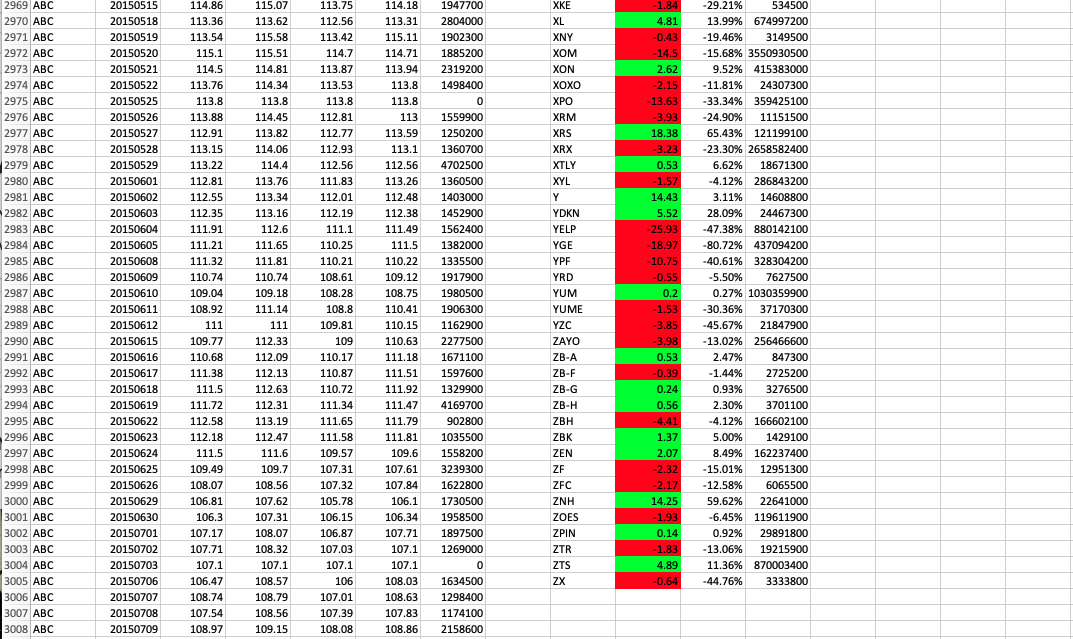 2969 ABC 20150515 114.86 115.07 113.75 114.18 1947700 XKE -1.84 -29.21% 534500
2970 ABC 20150518 113.36 113.62 112.56 113.31 2804000 XL 4.81 13.99% 674997200
2971 ABC 20150519 113.54 115.58 113.42 115.11 1902300 XNY -0.43 -19.46% 3149500
2972 ABC 20150520 115.1 115.51 114.7 114.71 1885200 XOM -14.5 -15.68% 3550930500
2973 ABC 20150521 114.5 114.81 113.87 113.94 2319200 XON 2.62 9.52% 415383000
2974 ABC 20150522 113.76 114.34 113.53 113.8 1498400 XOXO -2.15 -11.81% 24307300
2975 ABC 20150525 113.8 113.8 113.8 113.8 0 XPO -13.63 -33.34% 359425100
2976 ABC 20150526 113.88 114.45 112.81 113 1559900 XRM -3.93 -24.90% 11151500
2977 ABC 20150527 112.91 113.82 112.77 113.59 1250200 XRS 18.38 65.43% 121199100
2978 ABC 20150528 113.15 114.06 112.93 113.1 1360700 XRX -3.23 -23.30% 2658582400
2979 ABC 20150529 113.22 114.4 112.56 112.56 4702500 XTLY 0.53 6.62% 18671300
2980 ABC 20150601 112.81 113.76 111.83 113.26 1360500 XYL -1.57 -4.12% 286843200
2981 ABC 20150602 112.55 113.34 112.01 112.48 1403000 Y 14.43 3.11% 14608800
2982 ABC 20150603 112.35 113.16 112.19 112.38 1452900 YDKN 5.52 28.09% 24467300
2983 ABC 20150604 111.91 112.6 111.1 111.49 1562400 YELP -25.93 -47.38% 880142100
2984 ABC 20150605 111.21 111.65 110.25 111.5 1382000 YGE -18.97 -80.72% 437094200
2985 ABC 20150608 111.32 111.81 110.21 110.22 1335500 YPF -10.75 -40.61% 328304200
2986 ABC 20150609 110.74 110.74 108.61 109.12 1917900 YRD -0.55 -5.50% 7627500
2987 ABC 20150610 109.04 109.18 108.28 108.75 1980500 YUM 0.2 0.27% 1030359900
2988 ABC 20150611 108.92 111.14 108.8 110.41 1906300 YUME -1.53 -30.36% 37170300
2989 ABC 20150612 111 111 109.81 110.15 1162900 YZC -3.85 -45.67% 21847900
2990 ABC 20150615 109.77 112.33 109 110.63 2277500 ZAYO -3.98 -13.02% 256466600
2991 ABC 20150616 110.68 112.09 110.17 111.18 1671100 ZB-A 0.53 2.47% 847300
2992 ABC 20150617 111.38 112.13 110.87 111.51 1597600 ZB-F -0.39 -1.44% 2725200
2993 ABC 20150618 111.5 112.63 110.72 111.92 1329900 ZB-G 0.24 0.93% 3276500
2994 ABC 20150619 111.72 112.31 111.34 111.47 4169700 ZB-H 0.56 2.30% 3701100
2995 ABC 20150622 112.58 113.19 111.65 111.79 902800 ZBH -4.41 -4.12% 166602100
2996 ABC 20150623 112.18 112.47 111.58 111.81 1035500 ZBK 1.37 5.00% 1429100
2997 ABC 20150624 111.5 111.6 109.57 109.6 1558200 ZEN 2.07 8.49% 162237400
2998 ABC 20150625 109.49 109.7 107.31 107.61 3239300 ZF -2.32 -15.01% 12951300
2999 ABC 20150626 108.07 108.56 107.32 107.84 1622800 ZFC -2.17 -12.58% 6065500
3000 ABC 20150629 106.81 107.62 105.78 106.1 1730500 ZNH 14.25 59.62% 22641000
3001 ABC 20150630 106.3 107.31 106.15 106.34 1958500 ZOES -1.93 -6.45% 119611900
3002 ABC 20150701 107.17 108.07 106.87 107.71 1897500 ZPIN 0.14 0.92% 29891800
3003 ABC 20150702 107.71 108.32 107.03 107.1 1269000 ZTR -1.83 -13.06% 19215900
3004 ABC 20150703 107.1 107.1 107.1 107.1 0 ZTS 4.89 11.36% 870003400
3005 ABC 20150706 106.47 108.57 106 108.03 1634500 ZX -0.64 -44.76% 3333800
3006 ABC 20150707 108.74 108.79 107.01 108.63 1298400
3007 ABC 20150708 107.54 108.56 107.39 107.83 1174100
3008 ABC 20150709 108.97 109.15 108.08 108.86 2158600